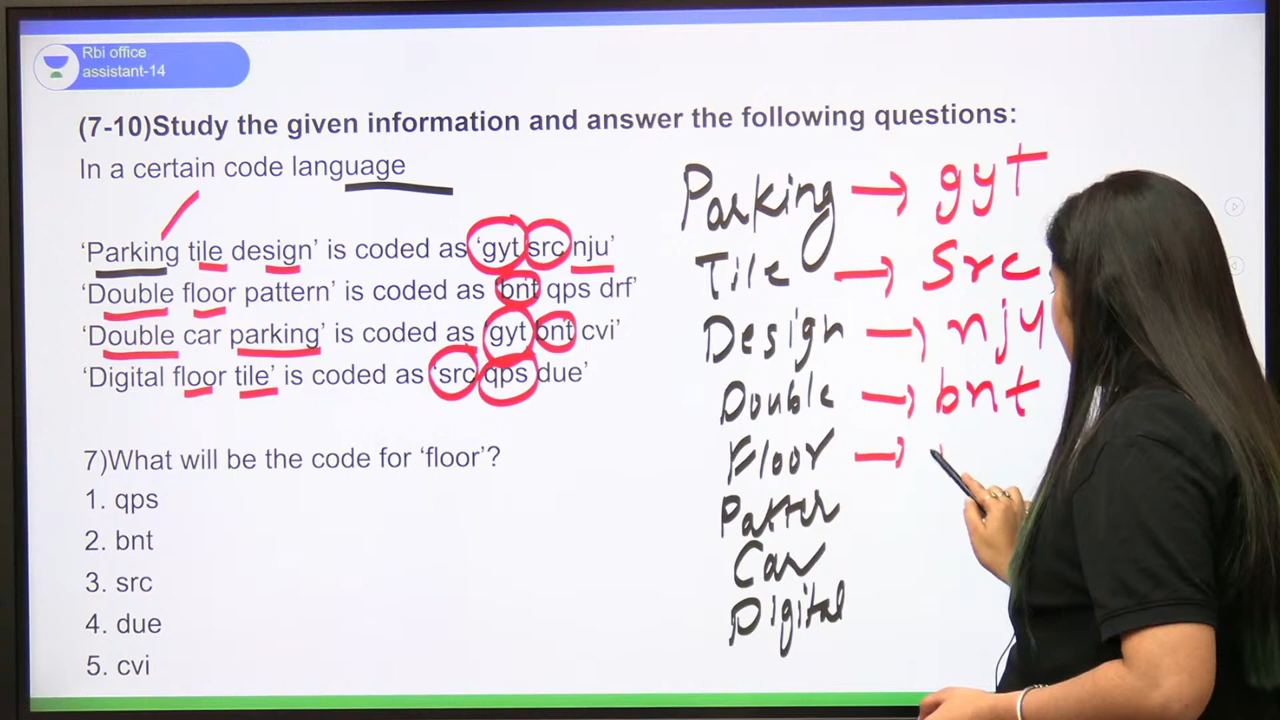 Rbi office
assistant-14
(7-10)Study the given information and answer the following questions:
In a certain code language
'Parking tile design' is coded as 'gyt src nju'
'Double floor pattern' is coded as 'bnt qps drf'
'Double car parking' is coded as 'gyt bnt cvi'
'Digital floor tile' is coded as 'src qps due'
7)What will be the code for 'floor'?
1. qps
2. bnt
3. src
4. due
5. cvi
Parking → gyt
Tile → src
Design → nju
Double → bnt
Floor →
Car
Digital